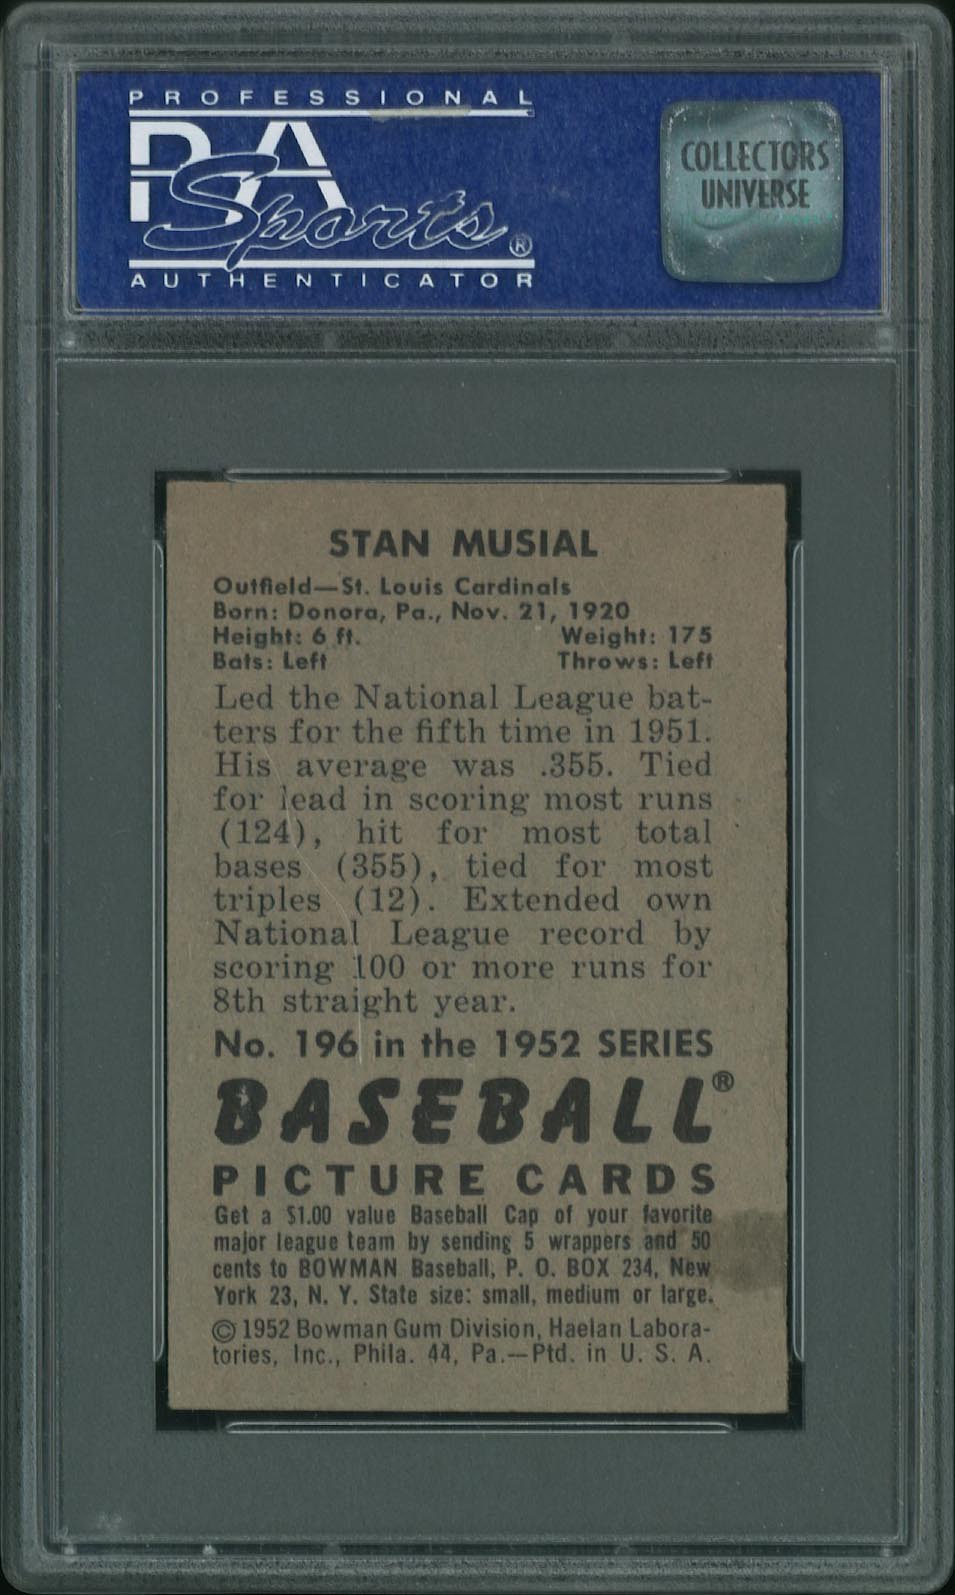 PROFESSIONAL
PSA
Sports®
AUTHENTICATOR
COLLECTORS
UNIVERSE
STAN MUSIAL
Outfield—St. Louis Cardinals
Born: Donora, Pa., Nov. 21, 1920
Height: 6 ft. Weight: 175
Bats: Left Throws: Left
Led the National League bat-
ters for the fifth time in 1951.
His average was .355. Tied
for lead in scoring most runs
(124), hit for most total
bases (355), tied for most
triples (12). Extended own
National League record by
scoring 100 or more runs for
8th straight year.
No. 196 in the 1952 SERIES
BASEBALL®
PICTURE CARDS
Get a $1.00 value Baseball Cap of your favorite
major league team by sending 5 wrappers and 50
cents to BOWMAN Baseball, P. O. BOX 234, New
York 23, N. Y. State size: small, medium or large.
© 1952 Bowman Gum Division, Haelan Labora-
tories, Inc., Phila. 44, Pa.—Ptd. in U. S. A.